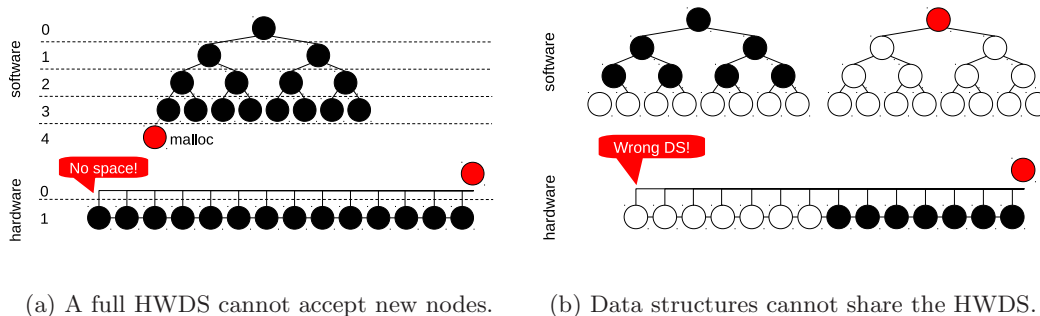 software
0
1
2
3
4
malloc
No space!
hardware
0
1
(a) A full HWDS cannot accept new nodes.
software
Wrong DS!
hardware
(b) Data structures cannot share the HWDS.